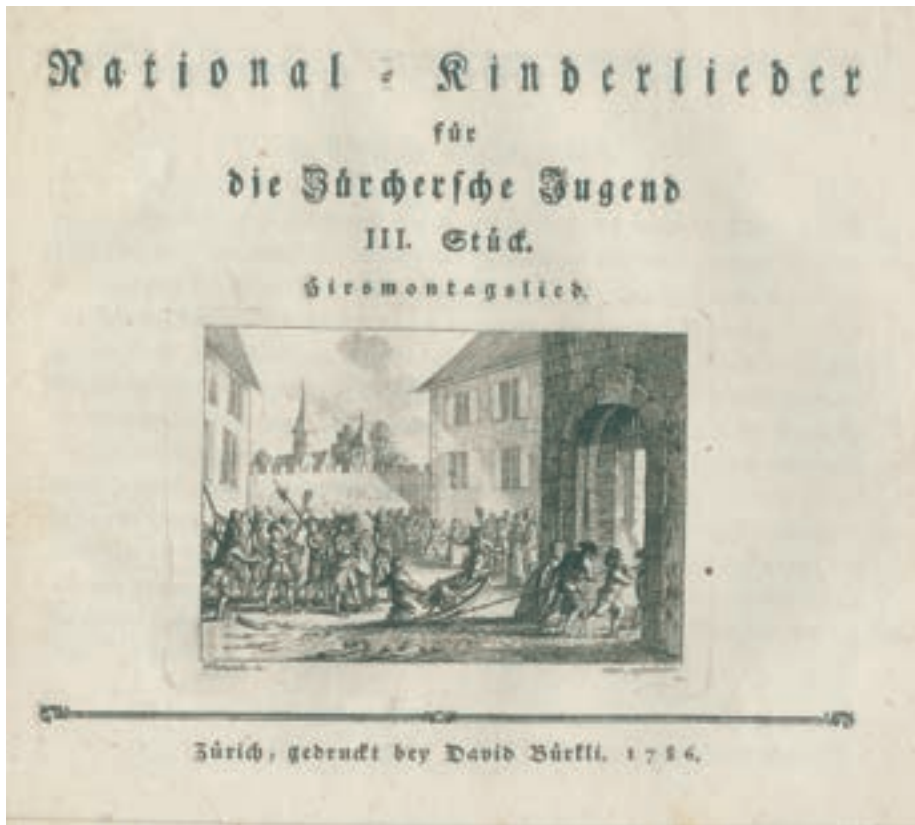 National-Kinderlieder
für
die Zürchersche Jugend
III. Stück.
Hirsmontagslied.
Zürich, gedruckt bey David Bürkli. 1786.